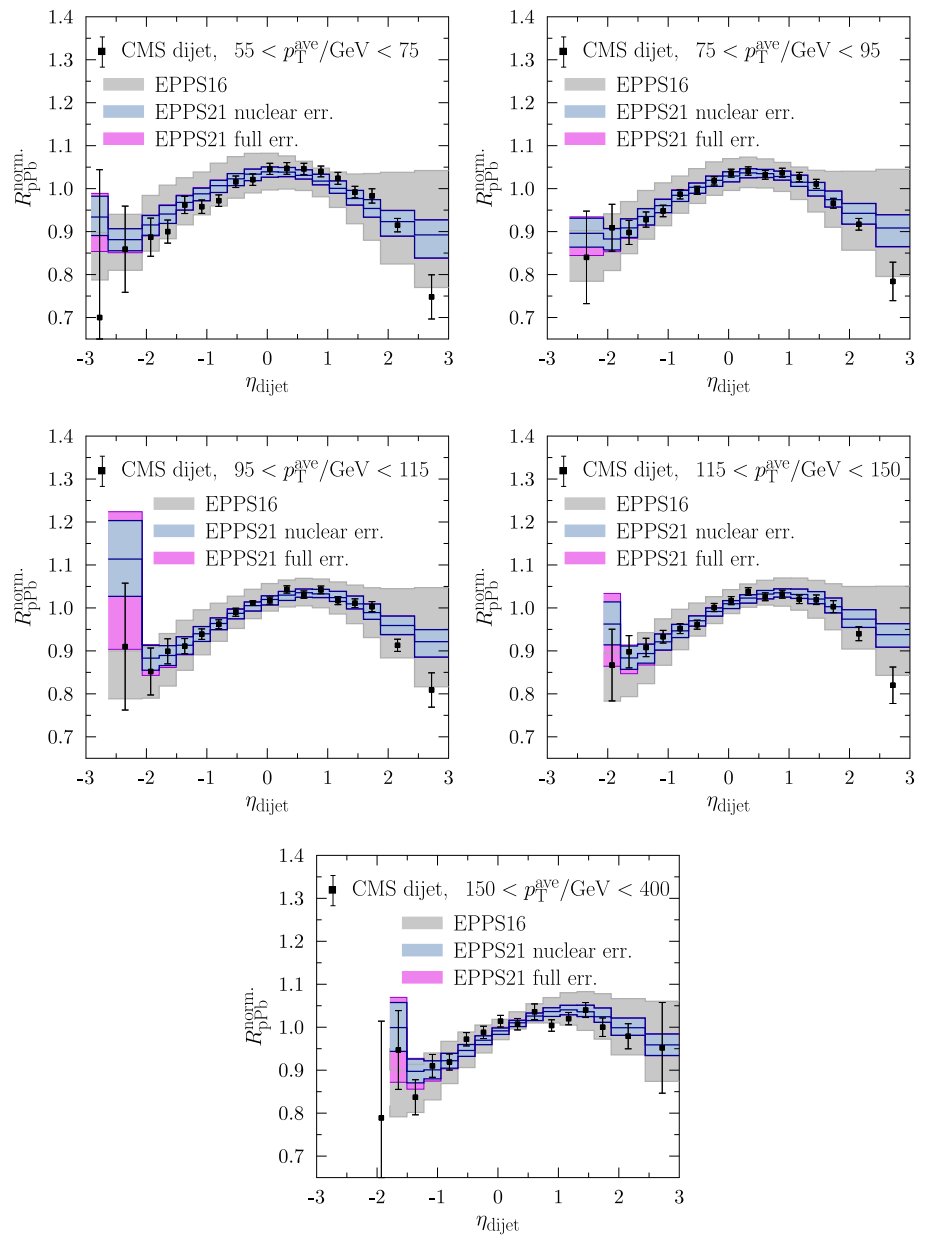 1.4
1.3
1.2
1.1
1.0
0.9
0.8
0.7
R_pPb^norm.
CMS dijet, 55 < p_T^ave/GeV < 75
EPPS16
EPPS21 nuclear err.
EPPS21 full err.
-3 -2 -1 0 1 2 3
η_dijet
1.4
1.3
1.2
1.1
1.0
0.9
0.8
0.7
R_pPb^norm.
CMS dijet, 75 < p_T^ave/GeV < 95
EPPS16
EPPS21 nuclear err.
EPPS21 full err.
-3 -2 -1 0 1 2 3
η_dijet
1.4
1.3
1.2
1.1
1.0
0.9
0.8
0.7
R_pPb^norm.
CMS dijet, 95 < p_T^ave/GeV < 115
EPPS16
EPPS21 nuclear err.
EPPS21 full err.
-3 -2 -1 0 1 2 3
η_dijet
1.4
1.3
1.2
1.1
1.0
0.9
0.8
0.7
R_pPb^norm.
CMS dijet, 115 < p_T^ave/GeV < 150
EPPS16
EPPS21 nuclear err.
EPPS21 full err.
-3 -2 -1 0 1 2 3
η_dijet
1.4
1.3
1.2
1.1
1.0
0.9
0.8
0.7
R_pPb^norm.
CMS dijet, 150 < p_T^ave/GeV < 400
EPPS16
EPPS21 nuclear err.
EPPS21 full err.
-3 -2 -1 0 1 2 3
η_dijet